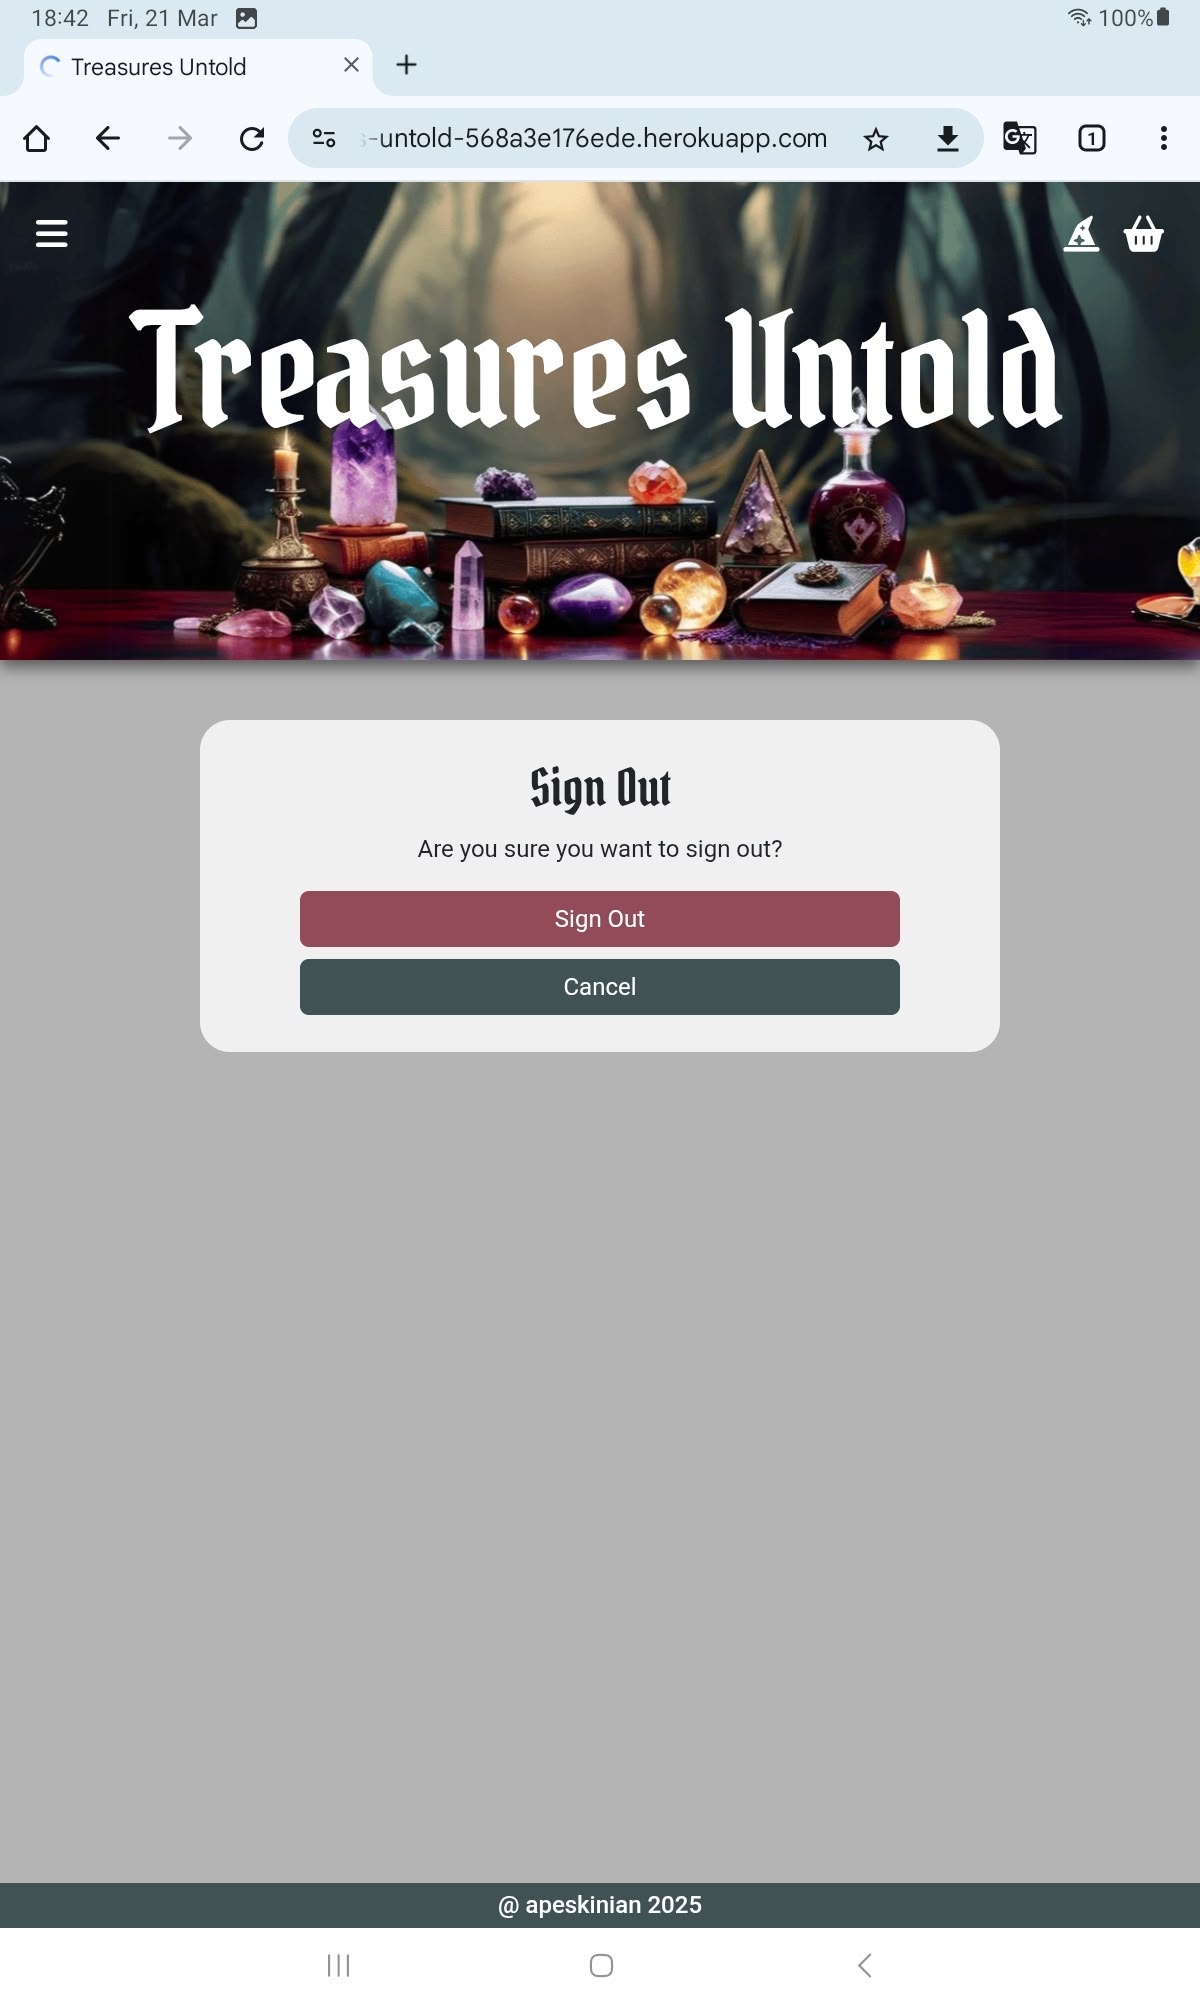 18:42 Fri, 21 Mar 100%
Treasures Untold
-untold-568a3e176ede.herokuapp.com 1
Treasures Untold
Sign Out
Are you sure you want to sign out?
Sign Out
Cancel
@ apeskinian 2025